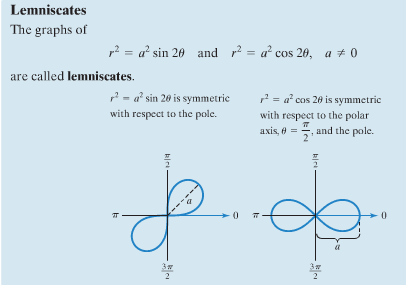 Lemniscates
The graphs of
r² = a² sin 2θ and r² = a² cos 2θ, a ≠ 0
are called lemniscates.
r² = a² sin 2θ is symmetric
with respect to the pole.
r² = a² cos 2θ is symmetric
with respect to the polar
axis, θ = π/2, and the pole.
π/2
a
π
0
3π/2
π/2
π
0
a
3π/2